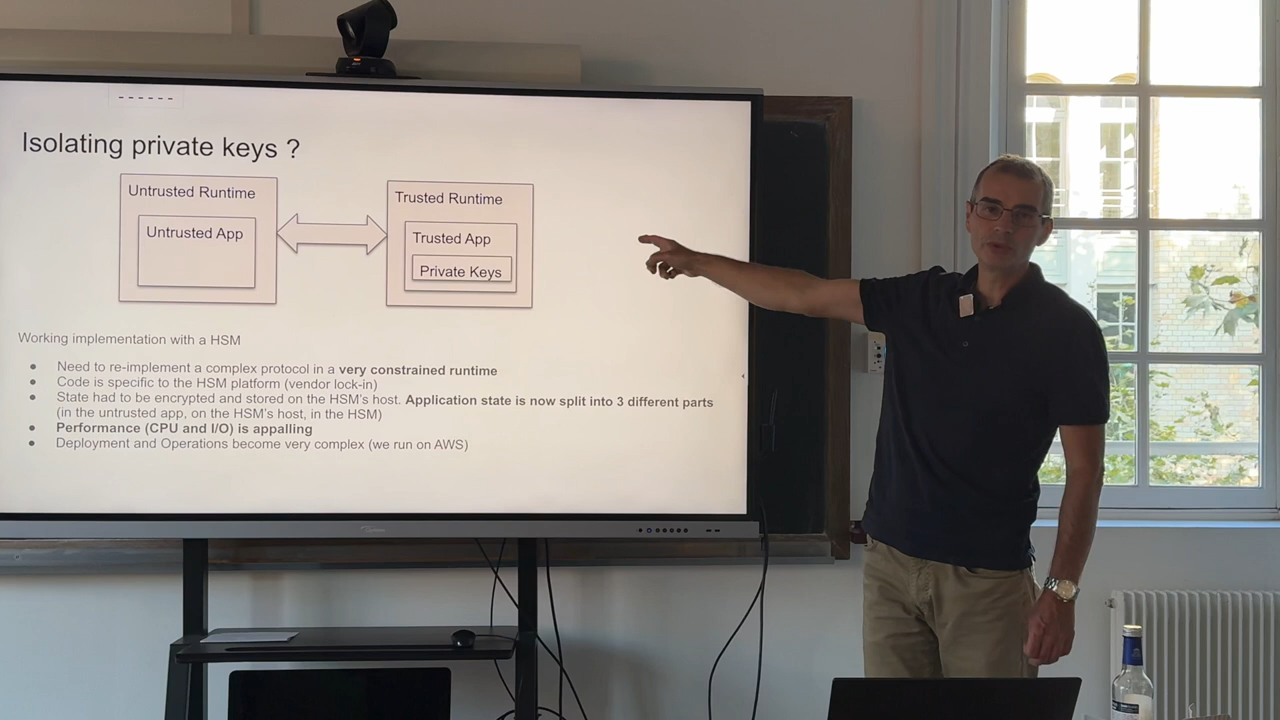 Isolating private keys ?
Untrusted Runtime
Untrusted App
Trusted Runtime
Trusted App
Private Keys
Working implementation with a HSM
● Need to re-implement a complex protocol in a very constrained runtime
● Code is specific to the HSM platform (vendor lock-in)
● State had to be encrypted and stored on the HSM's host. Application state is now split into 3 different parts
(in the untrusted app, on the HSM's host, in the HSM)
● Performance (CPU and I/O) is appalling
● Deployment and Operations become very complex (we run on AWS)